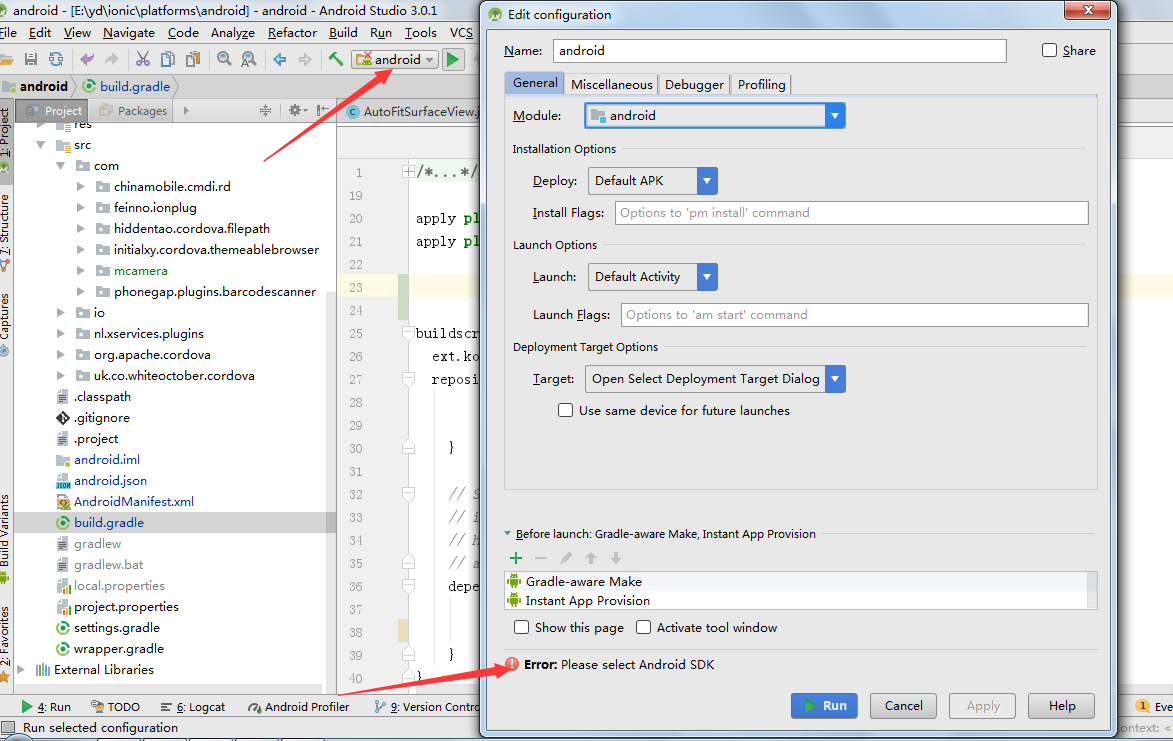 android - [E:\yd\ionic\platforms\android] - android - Android Studio 3.0.1
File Edit View Navigate Code Analyze Refactor Build Run Tools VCS
android
android build.gradle
Project Packages
AutoFitSurfaceView.j
1: Project
7: Structure
Captures
Build Variants
2: Favorites
res
src
com
chinamobile.cmdi.rd
feinno.ionplug
hiddentao.cordova.filepath
initialxy.cordova.themeablebrowser
mcamera
phonegap.plugins.barcodescanner
io
nl.xservices.plugins
org.apache.cordova
uk.co.whiteoctober.cordova
.classpath
.gitignore
.project
android.iml
android.json
AndroidManifest.xml
build.gradle
gradlew
gradlew.bat
local.properties
project.properties
settings.gradle
wrapper.gradle
External Libraries
1 /*...*/
19
20 apply pl
21 apply pl
22
23
24
25 buildscr
26 ext.ko
27 reposi
28
29
30 }
31
32 // S
33 // i
34 // h
35 // a
36 depe
37
38
39 }
40 }
4: Run TODO 6: Logcat Android Profiler 9: Version Contro
1 Eve
Run selected configuration
ontext: <
Edit configuration
Name: android Share
General Miscellaneous Debugger Profiling
Module: android
Installation Options
Deploy: Default APK
Install Flags: Options to 'pm install' command
Launch Options
Launch: Default Activity
Launch Flags: Options to 'am start' command
Deployment Target Options
Target: Open Select Deployment Target Dialog
Use same device for future launches
Before launch: Gradle-aware Make, Instant App Provision
Gradle-aware Make
Instant App Provision
Show this page Activate tool window
Error: Please select Android SDK
Run Cancel Apply Help